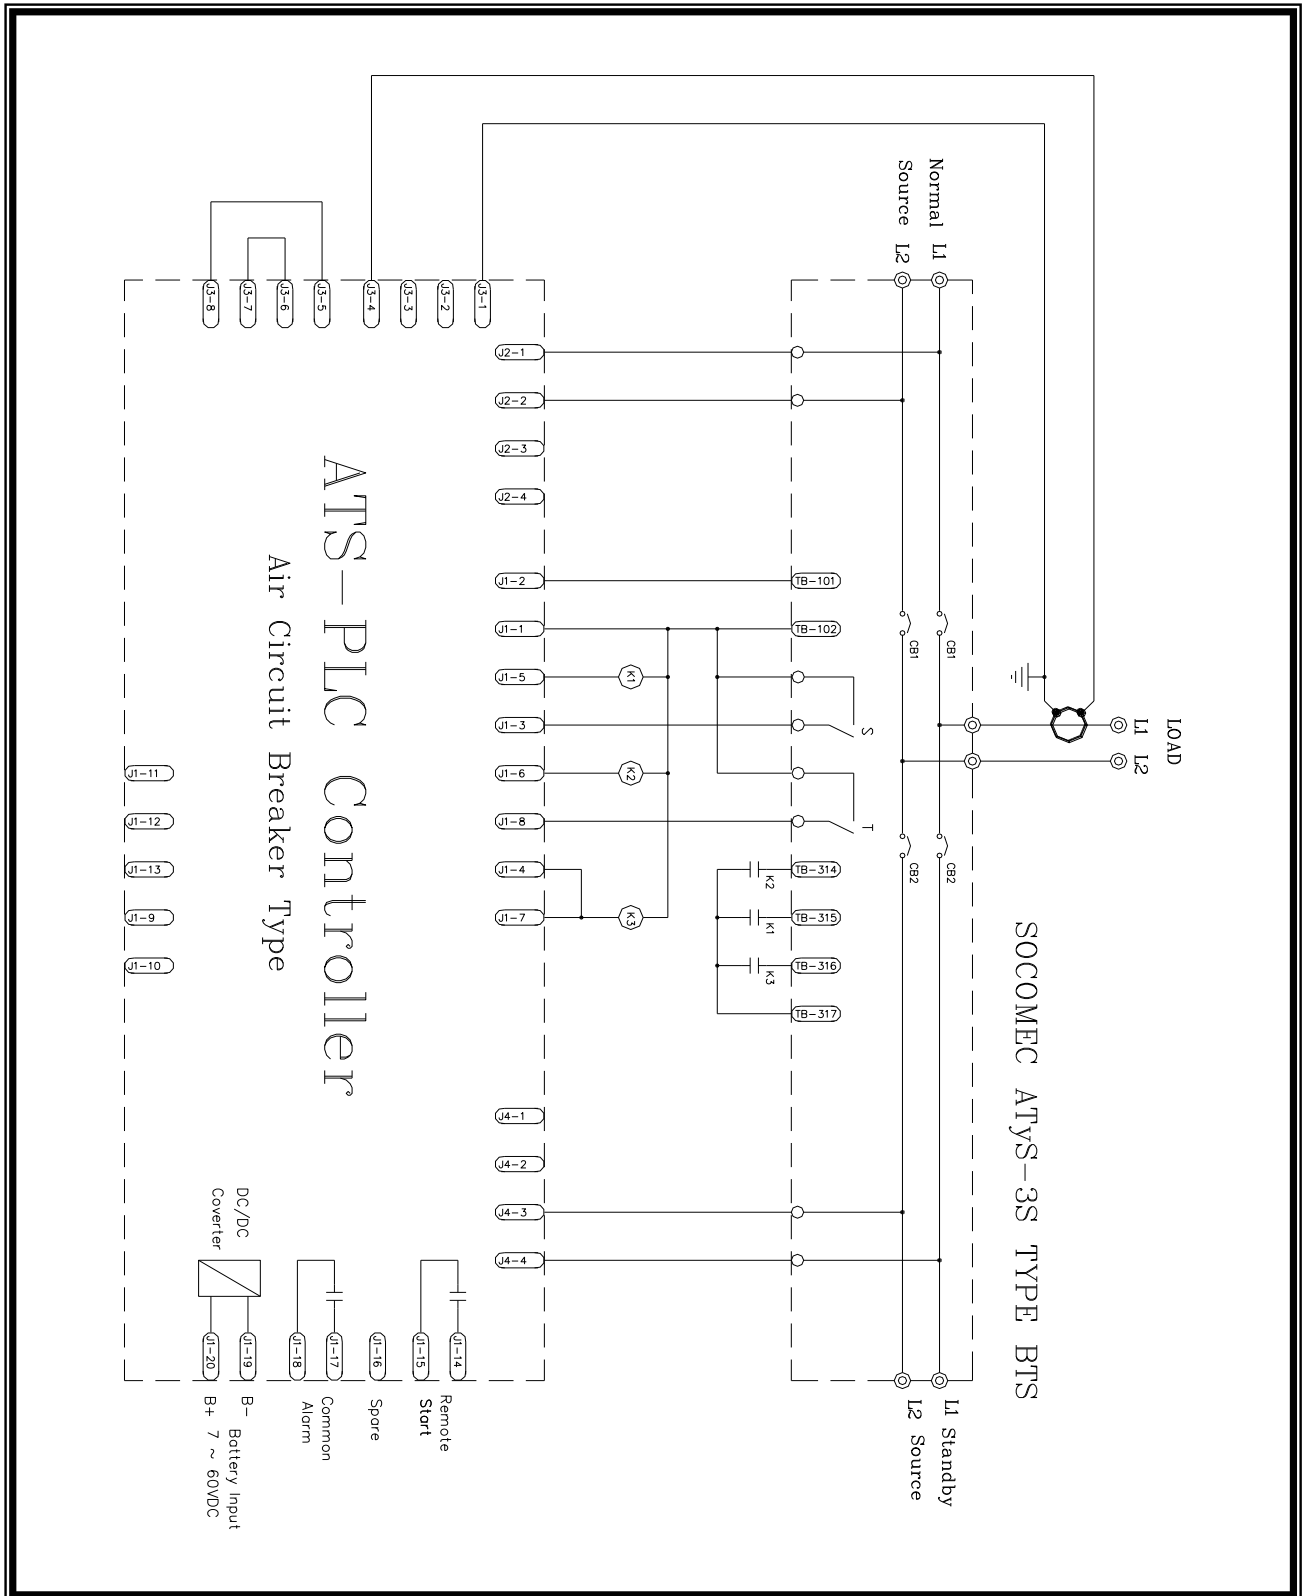 LOAD
L1
L2
SOCOMEC ATyS-3S TYPE BTS
Normal L1
Source L2
CB1
CB1
CB2
CB2
L1 Standby
L2 Source
S
T
TB-101
TB-102
TB-314
TB-315
TB-316
TB-317
K2
K1
K3
K1
K2
K3
J3-1
J3-2
J3-3
J3-4
J3-5
J3-6
J3-7
J3-8
J2-1
J2-2
J2-3
J2-4
J1-2
J1-1
J1-5
J1-3
J1-6
J1-8
J1-4
J1-7
J4-1
J4-2
J4-3
J4-4
ATS-PLC Controller
Air Circuit Breaker Type
J1-11
J1-12
J1-13
J1-9
J1-10
DC/DC
Coverter
J1-14
J1-15
J1-16
J1-17
J1-18
J1-19
J1-20
Remote
Start
Spare
Common
Alarm
B- Battery Input
B+ 7 ~ 60VDC